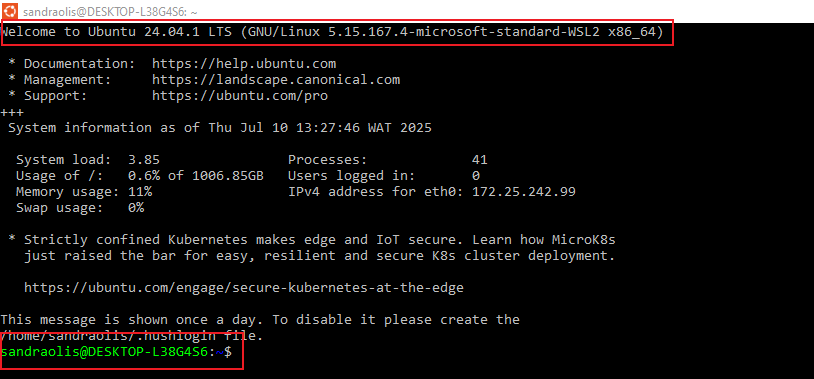 sandraolis@DESKTOP-L38G4S6: ~
Welcome to Ubuntu 24.04.1 LTS (GNU/Linux 5.15.167.4-microsoft-standard-WSL2 x86_64)
* Documentation:  https://help.ubuntu.com
* Management:     https://landscape.canonical.com
* Support:        https://ubuntu.com/pro
+++
System information as of Thu Jul 10 13:27:46 WAT 2025
System load:  3.85                Processes:             41
Usage of /:   0.6% of 1006.85GB   Users logged in:       0
Memory usage: 11%                 IPv4 address for eth0: 172.25.242.99
Swap usage:   0%
* Strictly confined Kubernetes makes edge and IoT secure. Learn how MicroK8s
just raised the bar for easy, resilient and secure K8s cluster deployment.
https://ubuntu.com/engage/secure-kubernetes-at-the-edge
This message is shown once a day. To disable it please create the
/home/sandraolis/.hushlogin file.
sandraolis@DESKTOP-L38G4S6:~$